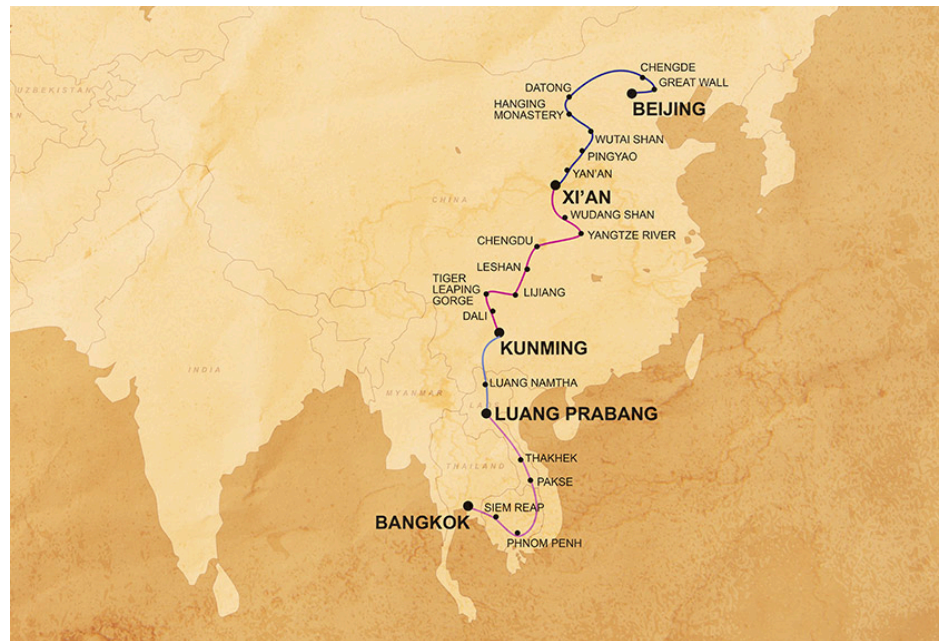 UZBEKISTAN
CHENGDE
GREAT WALL
DATONG
BEIJING
HANGING
MONASTERY
WUTAI SHAN
PINGYAO
YAN'AN
CHINA
XI'AN
WUDANG SHAN
YANGTZE RIVER
CHENGDU
LESHAN
TIGER
LEAPING
GORGE
LIJIANG
DALI
KUNMING
INDIA
LUANG NAMTHA
MYANMAR
LUANG PRABANG
THAKHEK
THAILAND
PAKSE
SIEM REAP
BANGKOK
PHNOM PENH